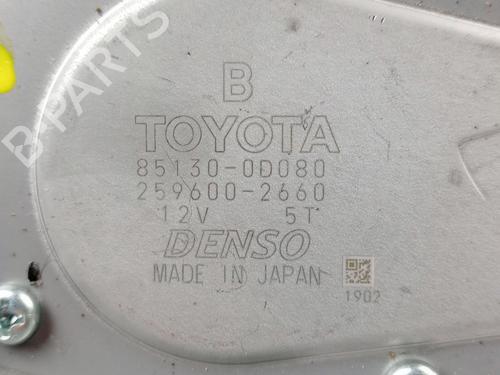 B
TOYOTA
85130-0D080
259600-2660
12V 5T
DENSO
MADE IN JAPAN
1902
B-PARTS